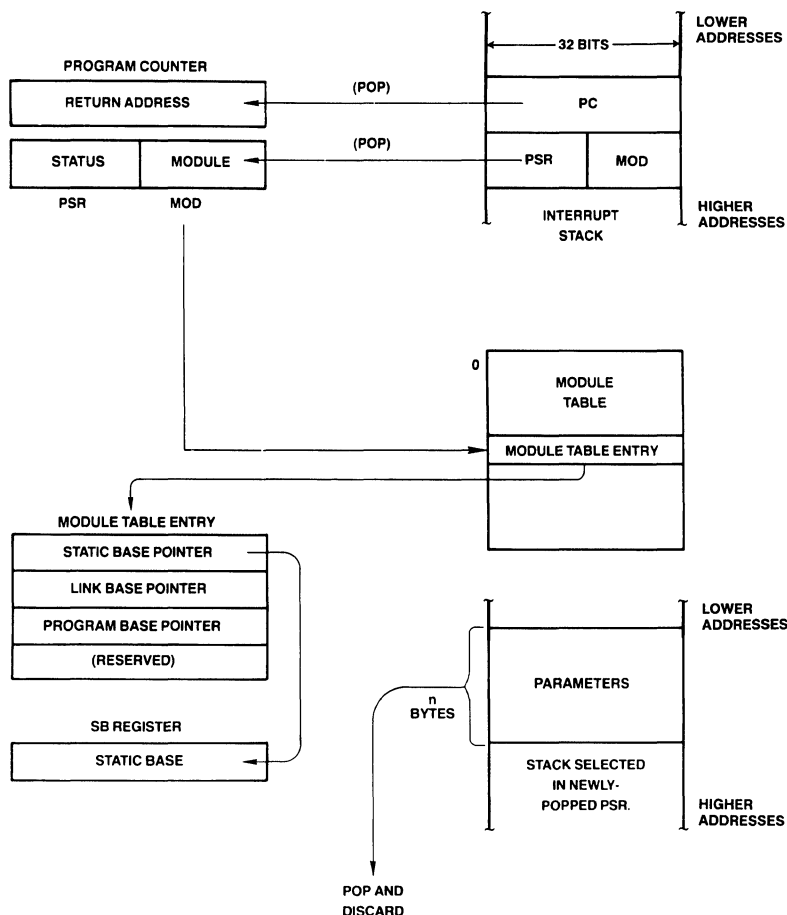 LOWER
ADDRESSES
32 BITS
PROGRAM COUNTER
(POP)
RETURN ADDRESS
PC
(POP)
STATUS
MODULE
PSR
MOD
PSR
MOD
INTERRUPT
STACK
HIGHER
ADDRESSES
0
MODULE
TABLE
MODULE TABLE ENTRY
MODULE TABLE ENTRY
STATIC BASE POINTER
LINK BASE POINTER
PROGRAM BASE POINTER
(RESERVED)
LOWER
ADDRESSES
PARAMETERS
n
BYTES
SB REGISTER
STATIC BASE
STACK SELECTED
IN NEWLY-
POPPED PSR.
HIGHER
ADDRESSES
POP AND
DISCARD